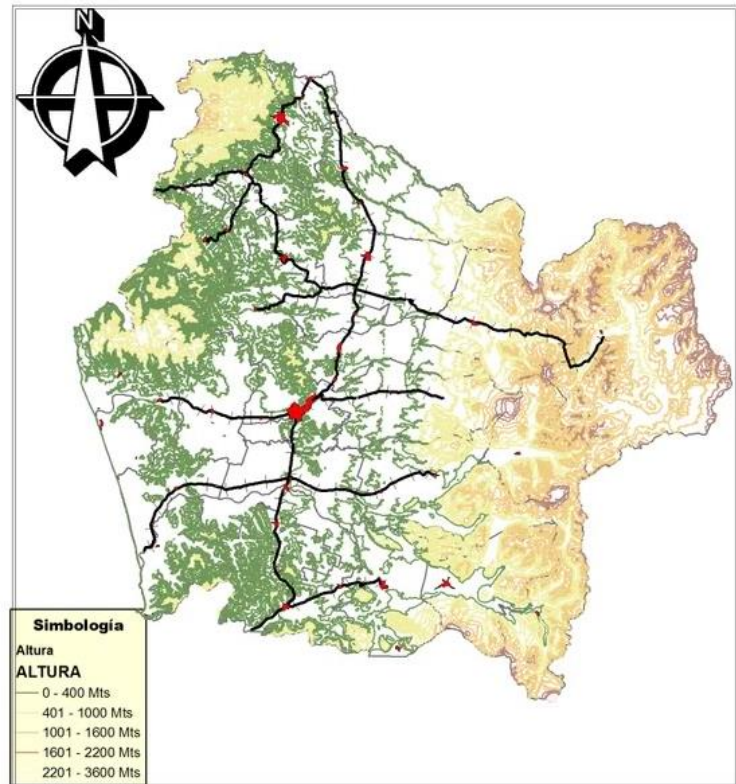 N
Simbología
Altura
ALTURA
0 - 400 Mts
401 - 1000 Mts
1001 - 1600 Mts
1601 - 2200 Mts
2201 - 3600 Mts